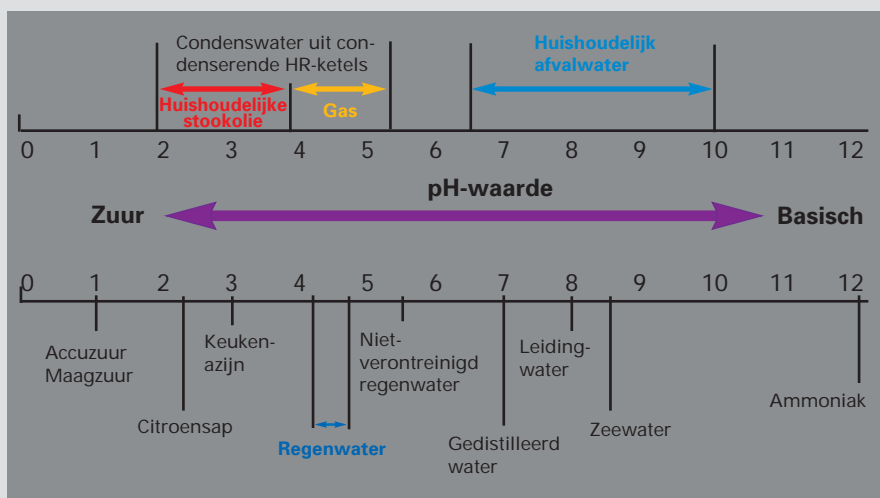 Condenswater uit con-
denserende HR-ketels
Huishoudelijk
afvalwater
Huishoudelijke
stookolie
Gas
0 1 2 3 4 5 6 7 8 9 10 11 12
pH-waarde
Zuur
Basisch
0 1 2 3 4 5 6 7 8 9 10 11 12
Accuzuur
Maagzuur
Citroensap
Keuken-
azijn
Regenwater
Niet-
verontreinigd
regenwater
Gedistilleerd
water
Leiding-
water
Zeewater
Ammoniak